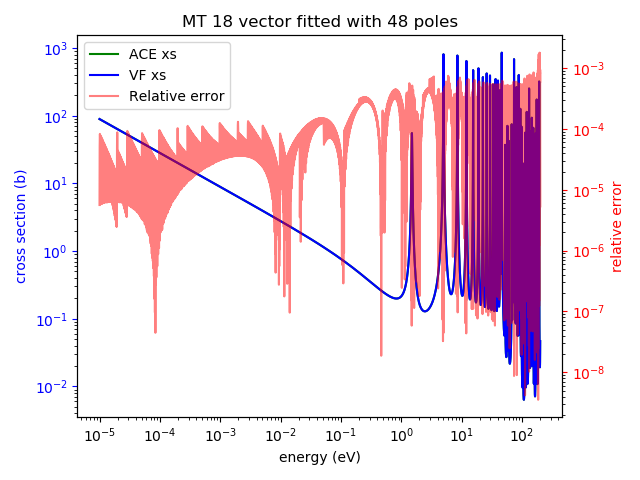 MT 18 vector fitted with 48 poles
ACE xs
VF xs
Relative error
cross section (b)
10³
10²
10¹
10⁰
10⁻¹
10⁻²
10⁻³
10⁻⁴
10⁻⁵
10⁻⁶
10⁻⁷
10⁻⁸
relative error
10⁻⁵ 10⁻⁴ 10⁻³ 10⁻² 10⁻¹ 10⁰ 10¹ 10²
energy (eV)